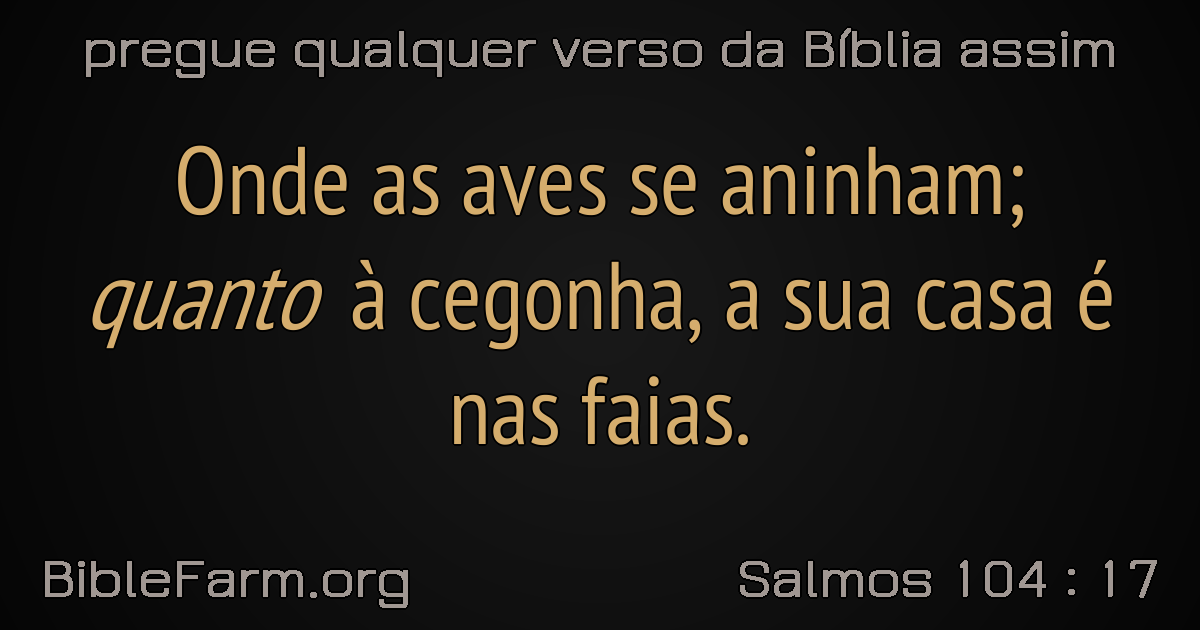 pregue qualquer verso da Bíblia assim
Onde as aves se aninham;
quanto à cegonha, a sua casa é
nas faias.
BibleFarm.org
Salmos 104 : 17